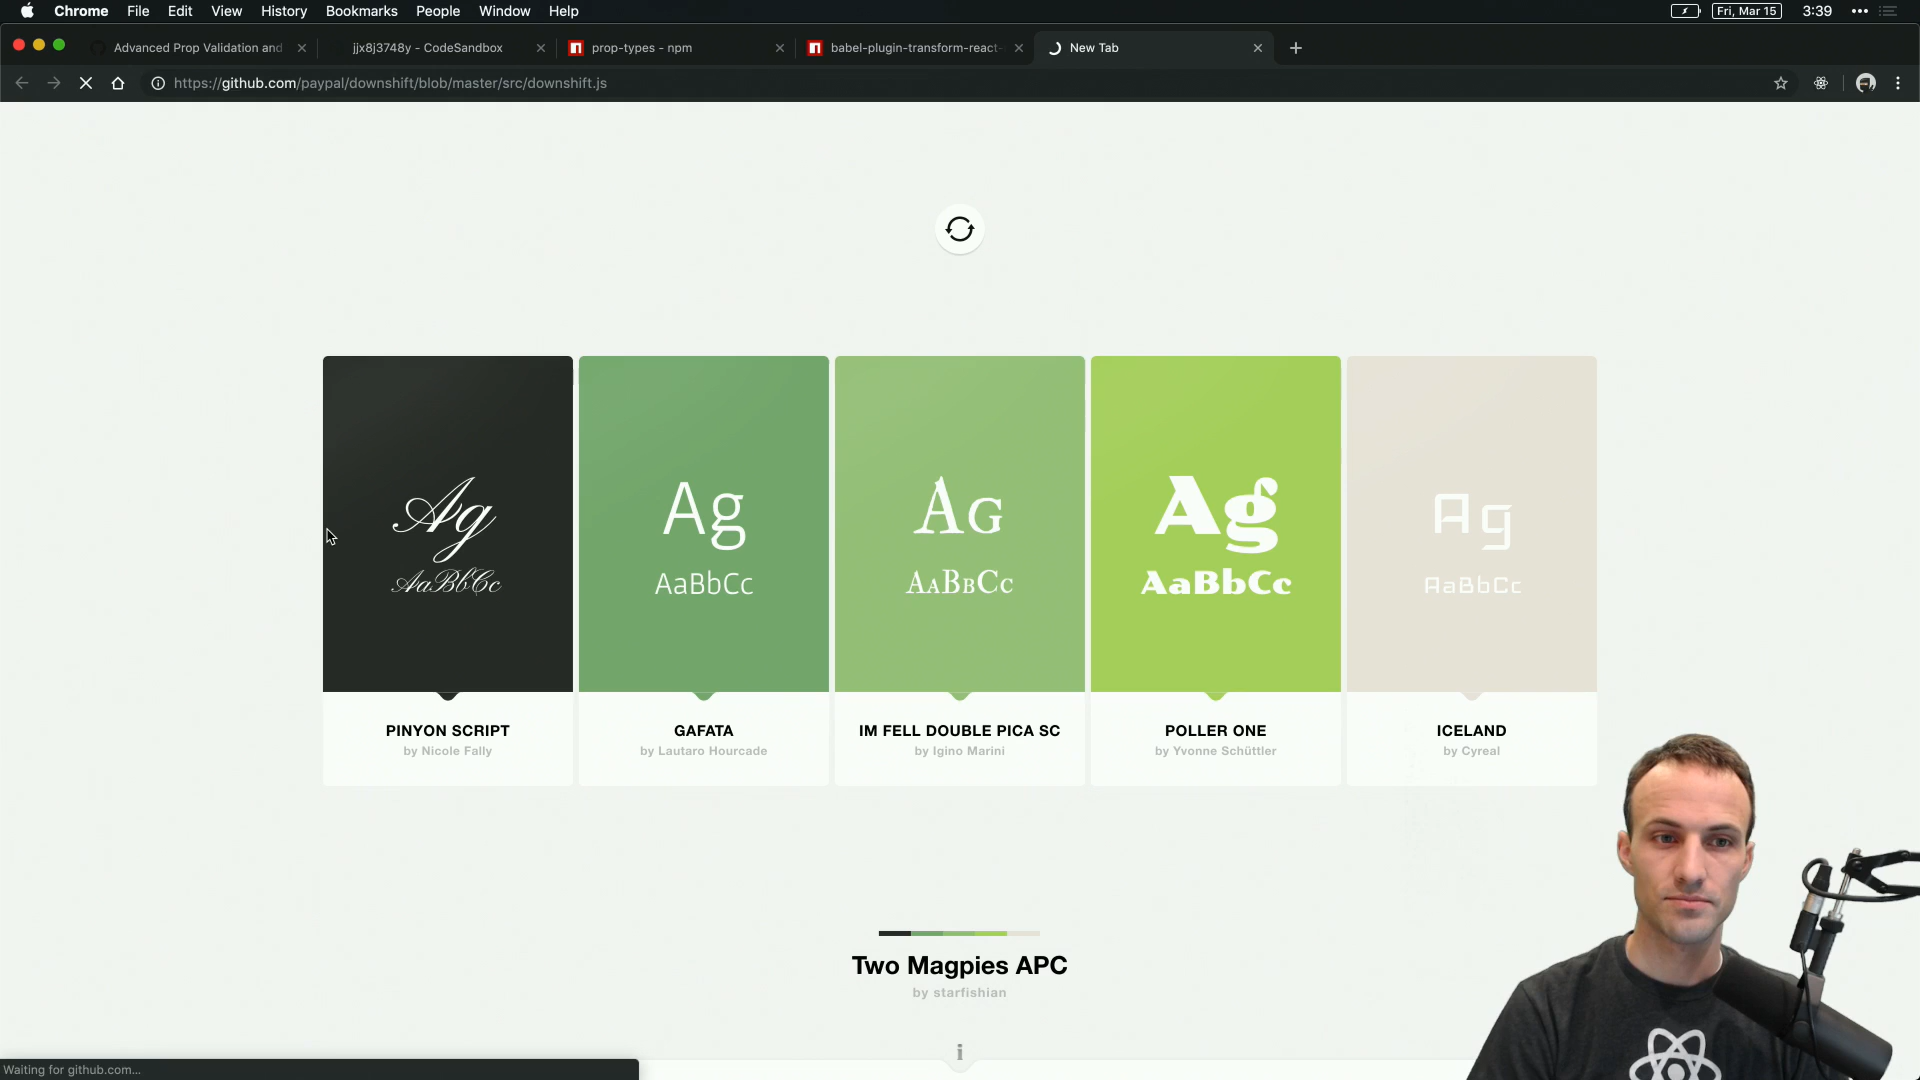 Chrome File Edit View History Bookmarks People Window Help Fri, Mar 15 3:39
Advanced Prop Validation and jjx8j3748y - CodeSandbox prop-types - npm babel-plugin-transform-react- New Tab
https://github.com/paypal/downshift/blob/master/src/downshift.js
Ag Ag Ag Ag Ag
AaBbCc AaBbCc AaBbCc AaBbCc AaBbCc
PINYON SCRIPT GAFATA IM FELL DOUBLE PICA SC POLLER ONE ICELAND
by Nicole Fally by Lautaro Hourcade by Igino Marini by Yvonne Schüttler by Cyreal
Two Magpies APC
by starfishian
i
Waiting for github.com...